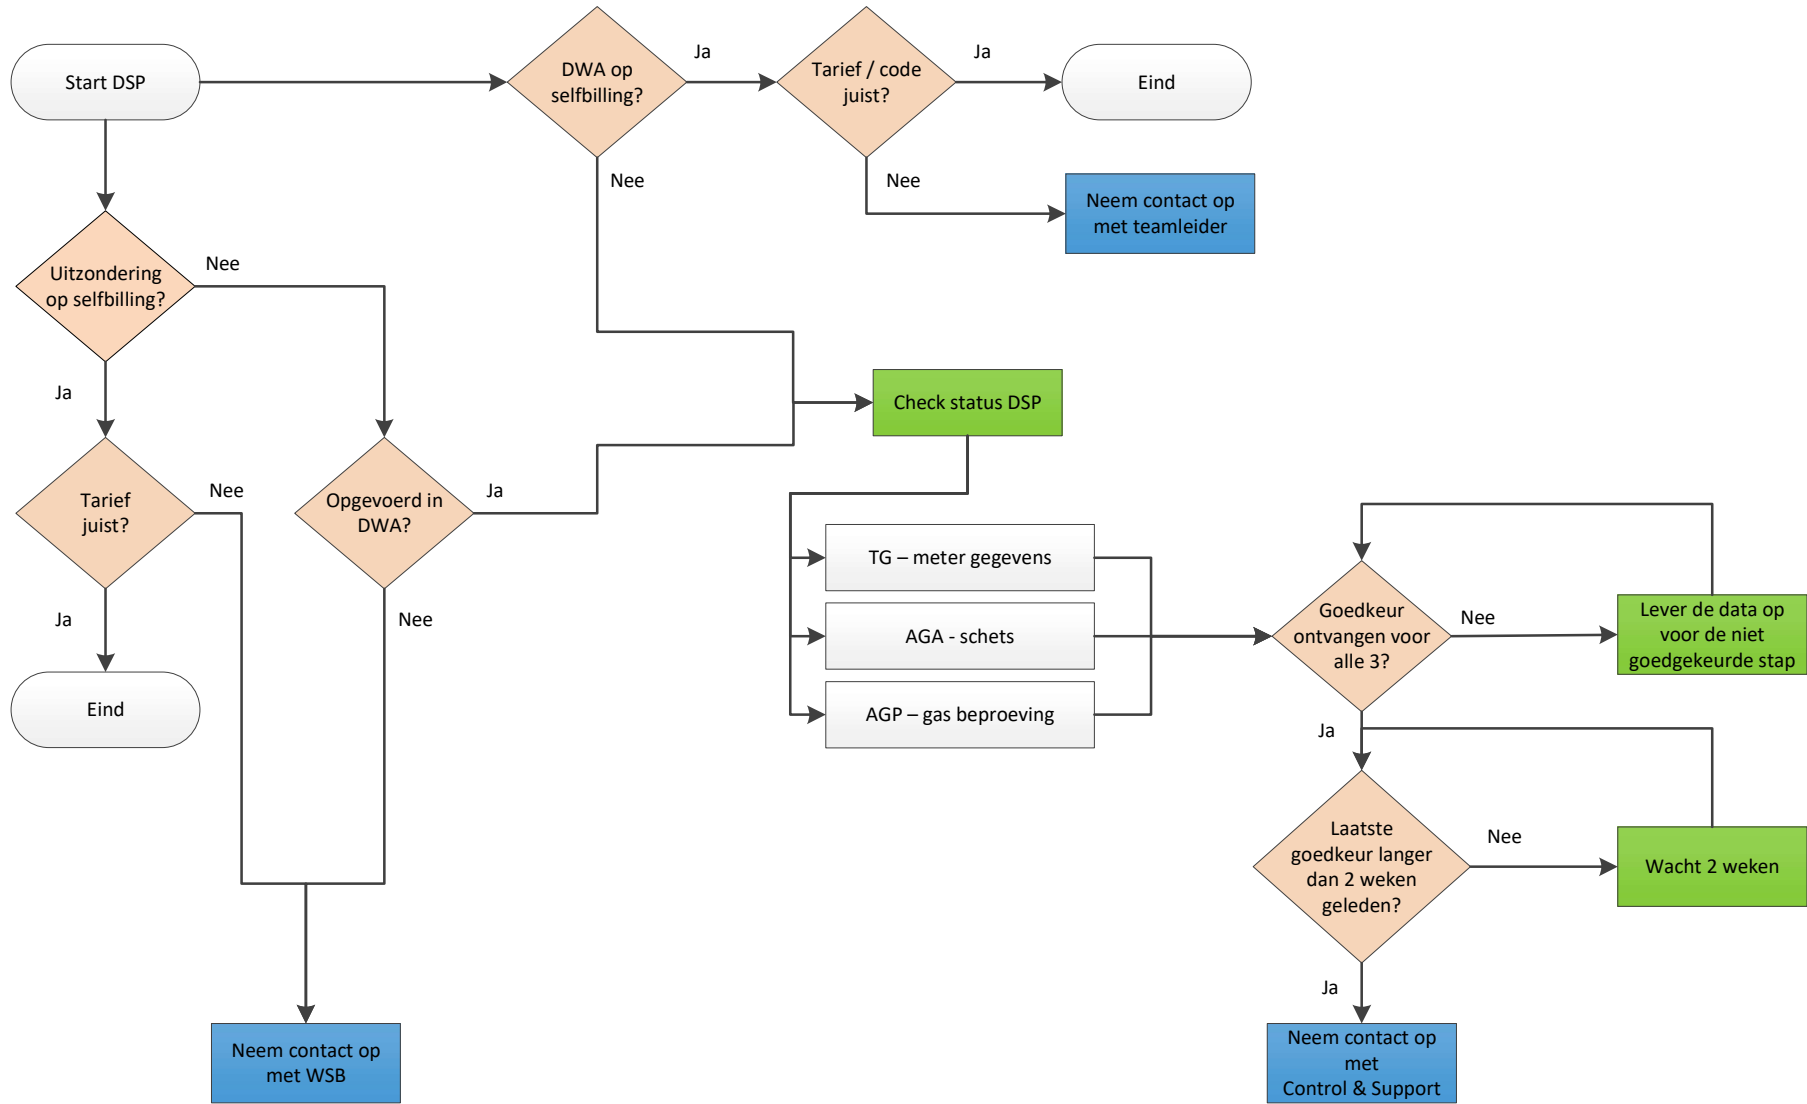 Start DSP
DWA op
selfbilling?
Ja
Tarief / code
juist?
Ja
Eind
Nee
Nee
Neem contact op
met teamleider
Uitzondering
op selfbilling?
Nee
Ja
Check status DSP
Tarief
juist?
Nee
Opgevoerd in
DWA?
Ja
TG – meter gegevens
Ja
Nee
AGA - schets
Goedkeur
ontvangen voor
alle 3?
Nee
Lever de data op
voor de niet
goedgekeurde stap
Eind
AGP – gas beproeving
Ja
Laatste
goedkeur langer
dan 2 weken
geleden?
Nee
Wacht 2 weken
Ja
Neem contact op
met WSB
Neem contact op
met
Control & Support